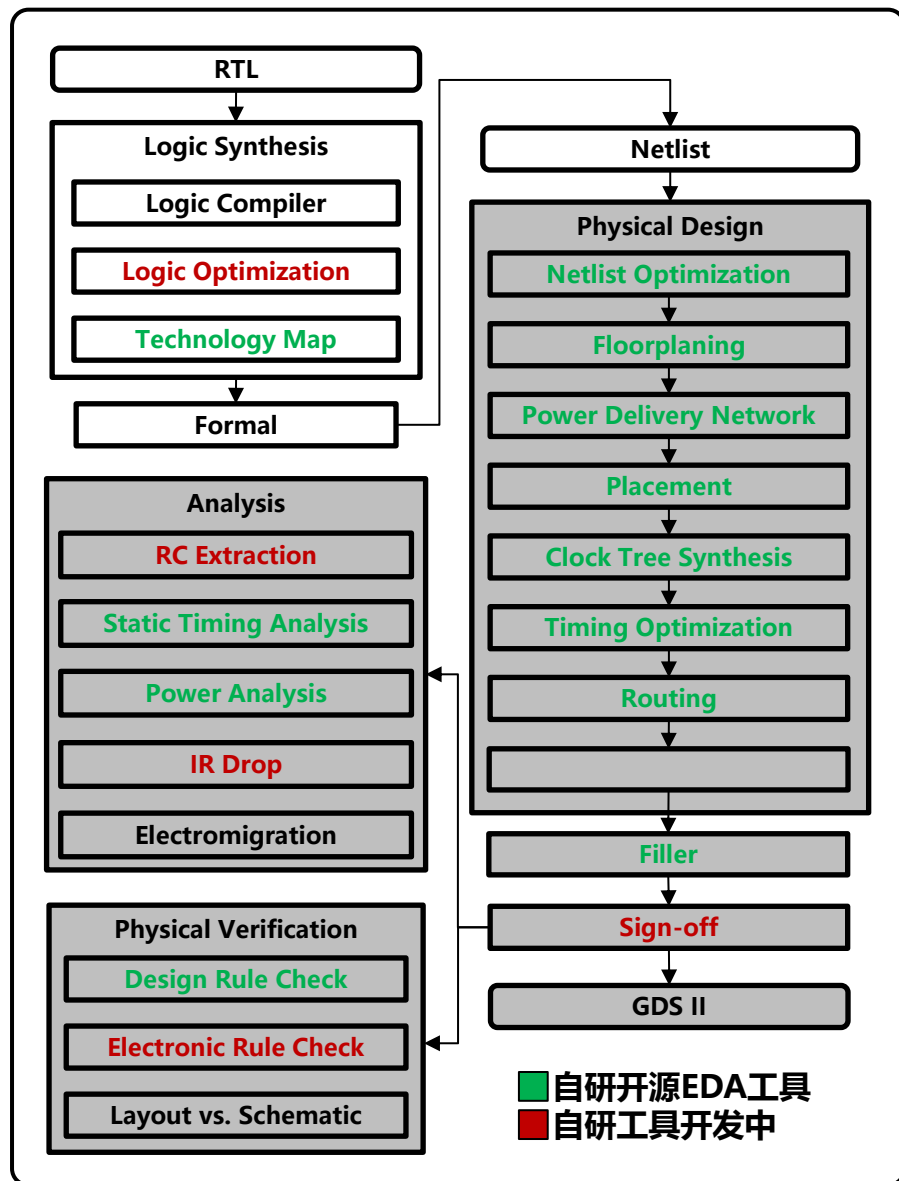 RTL
Logic Synthesis
Logic Compiler
Logic Optimization
Technology Map
Formal
Netlist
Physical Design
Netlist Optimization
Floorplaning
Power Delivery Network
Placement
Clock Tree Synthesis
Timing Optimization
Routing
Filler
Sign-off
GDS II
Analysis
RC Extraction
Static Timing Analysis
Power Analysis
IR Drop
Electromigration
Physical Verification
Design Rule Check
Electronic Rule Check
Layout vs. Schematic
自研开源EDA工具
自研工具开发中